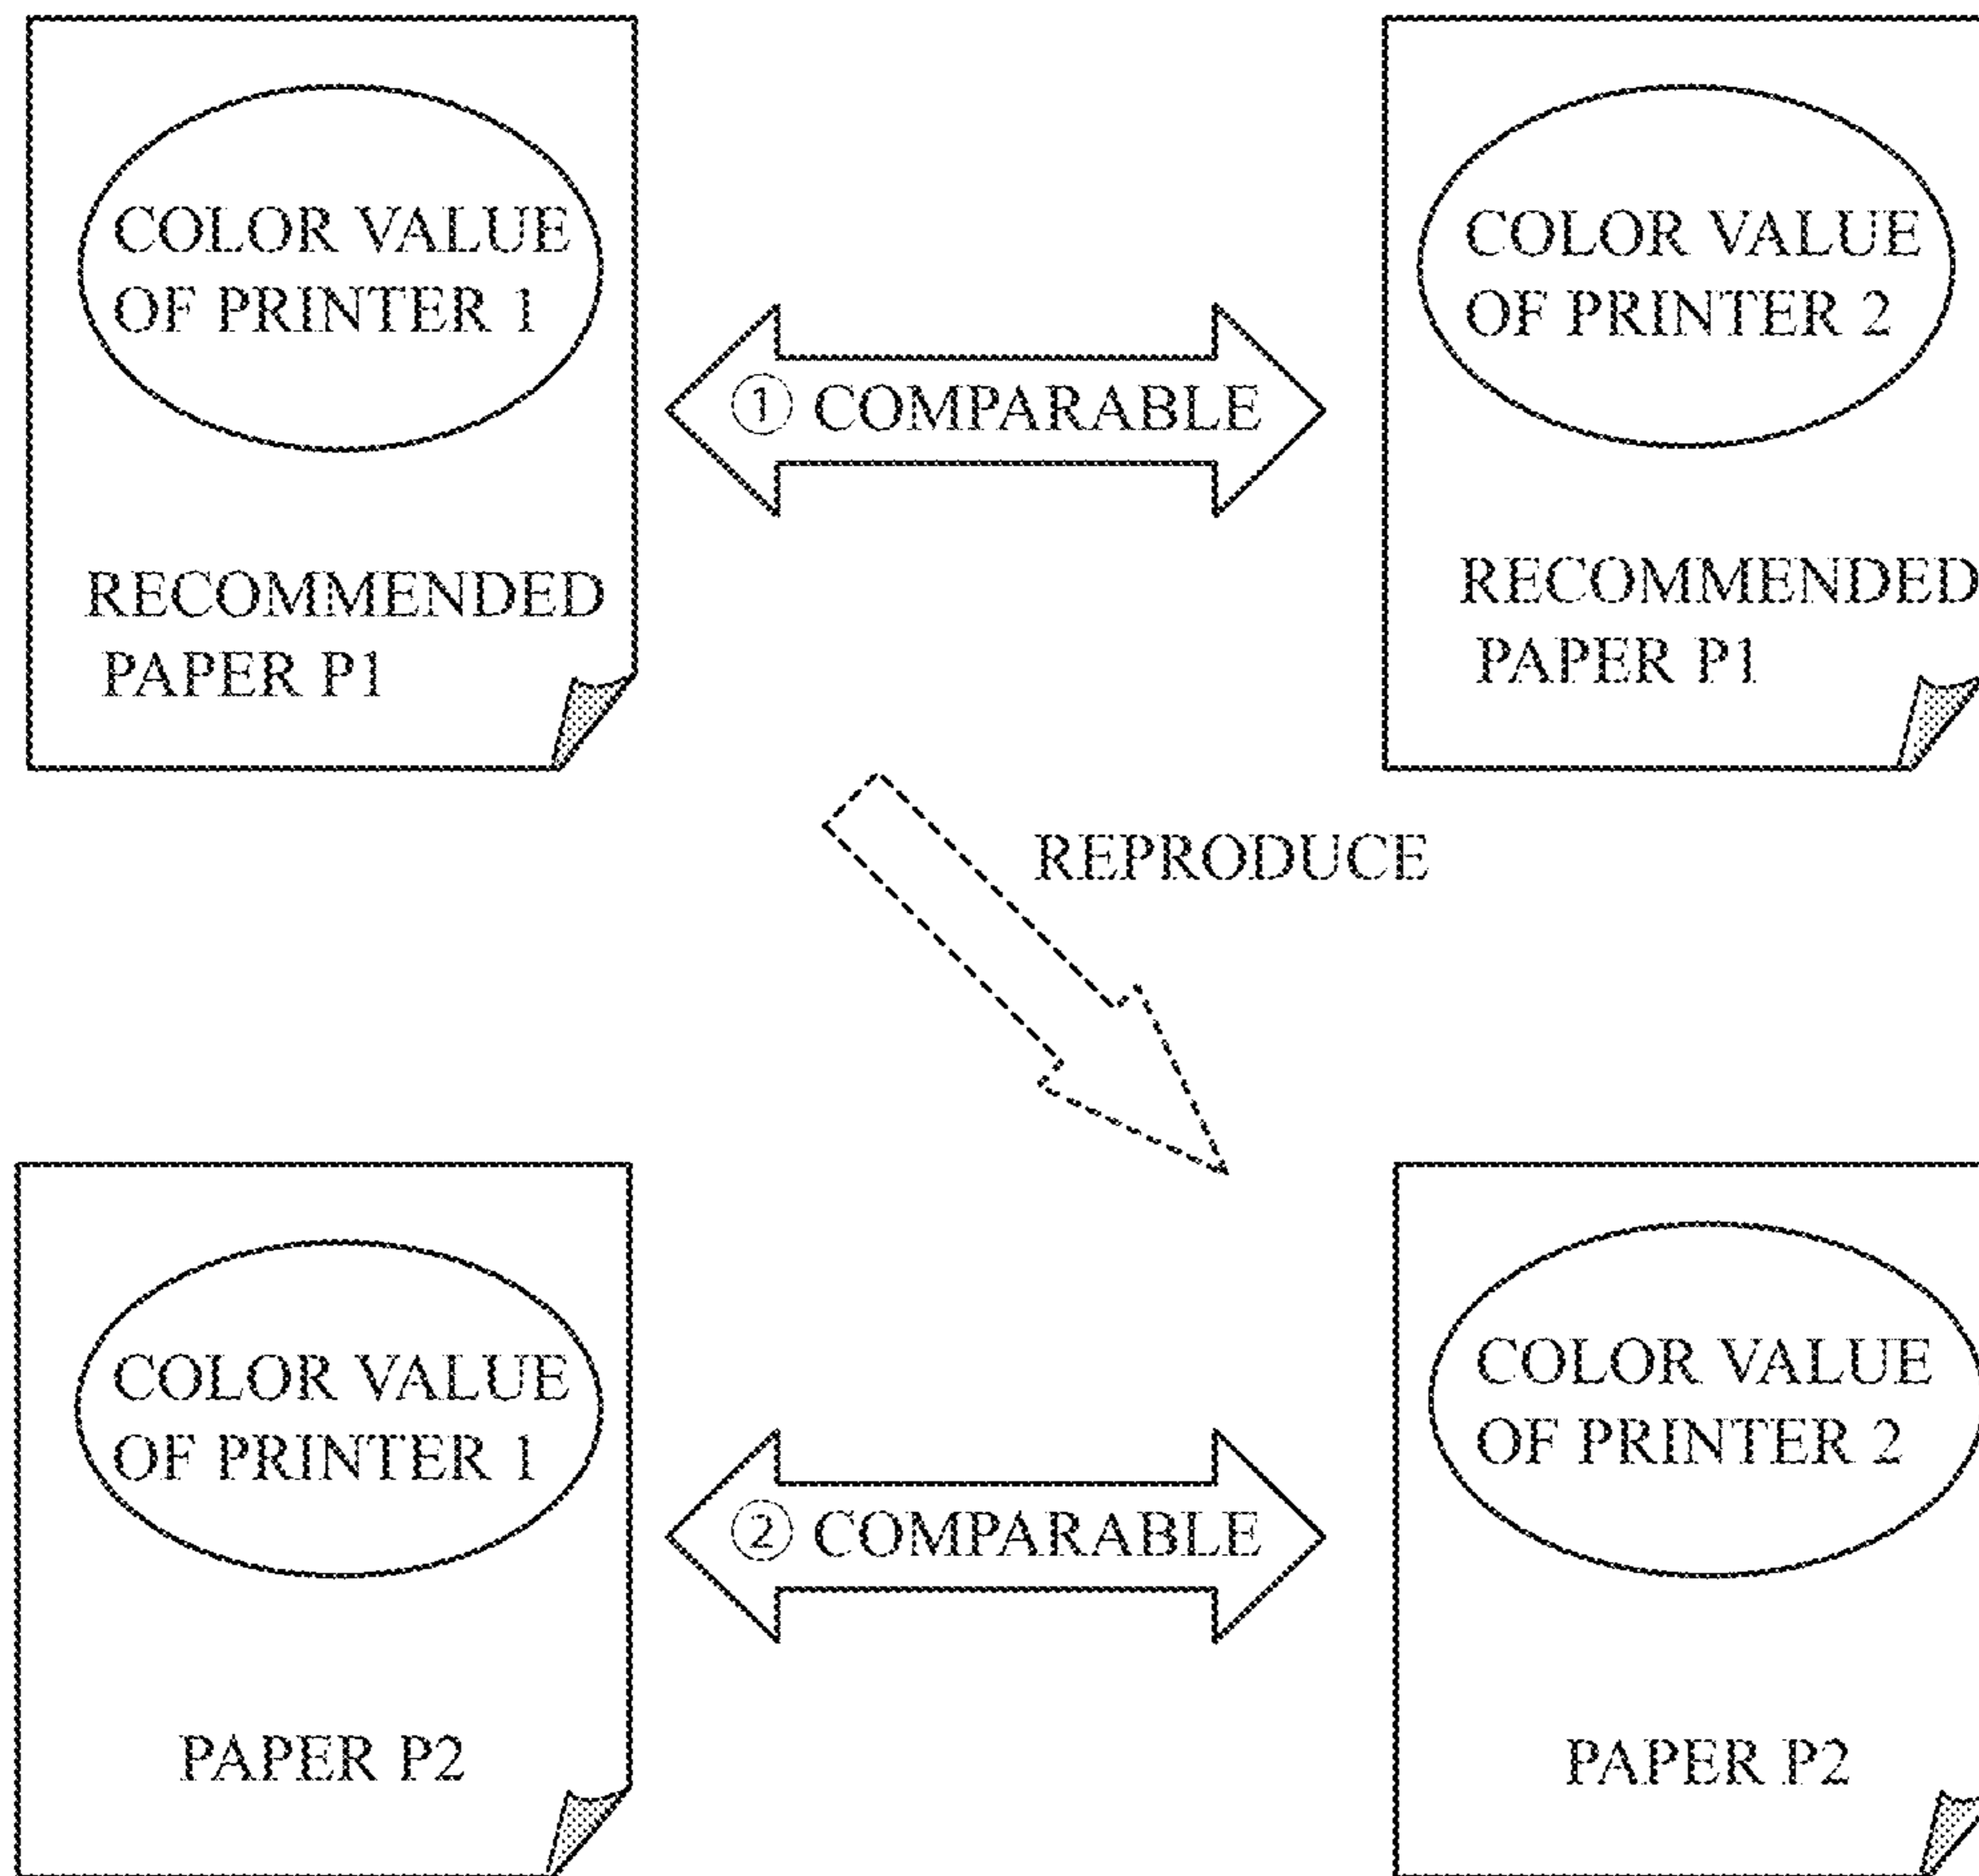 COLOR VALUE
OF PRINTER 1
RECOMMENDED
PAPER P1
① COMPARABLE
COLOR VALUE
OF PRINTER 2
RECOMMENDED
PAPER P1
REPRODUCE
COLOR VALUE
OF PRINTER 1
PAPER P2
② COMPARABLE
COLOR VALUE
OF PRINTER 2
PAPER P2